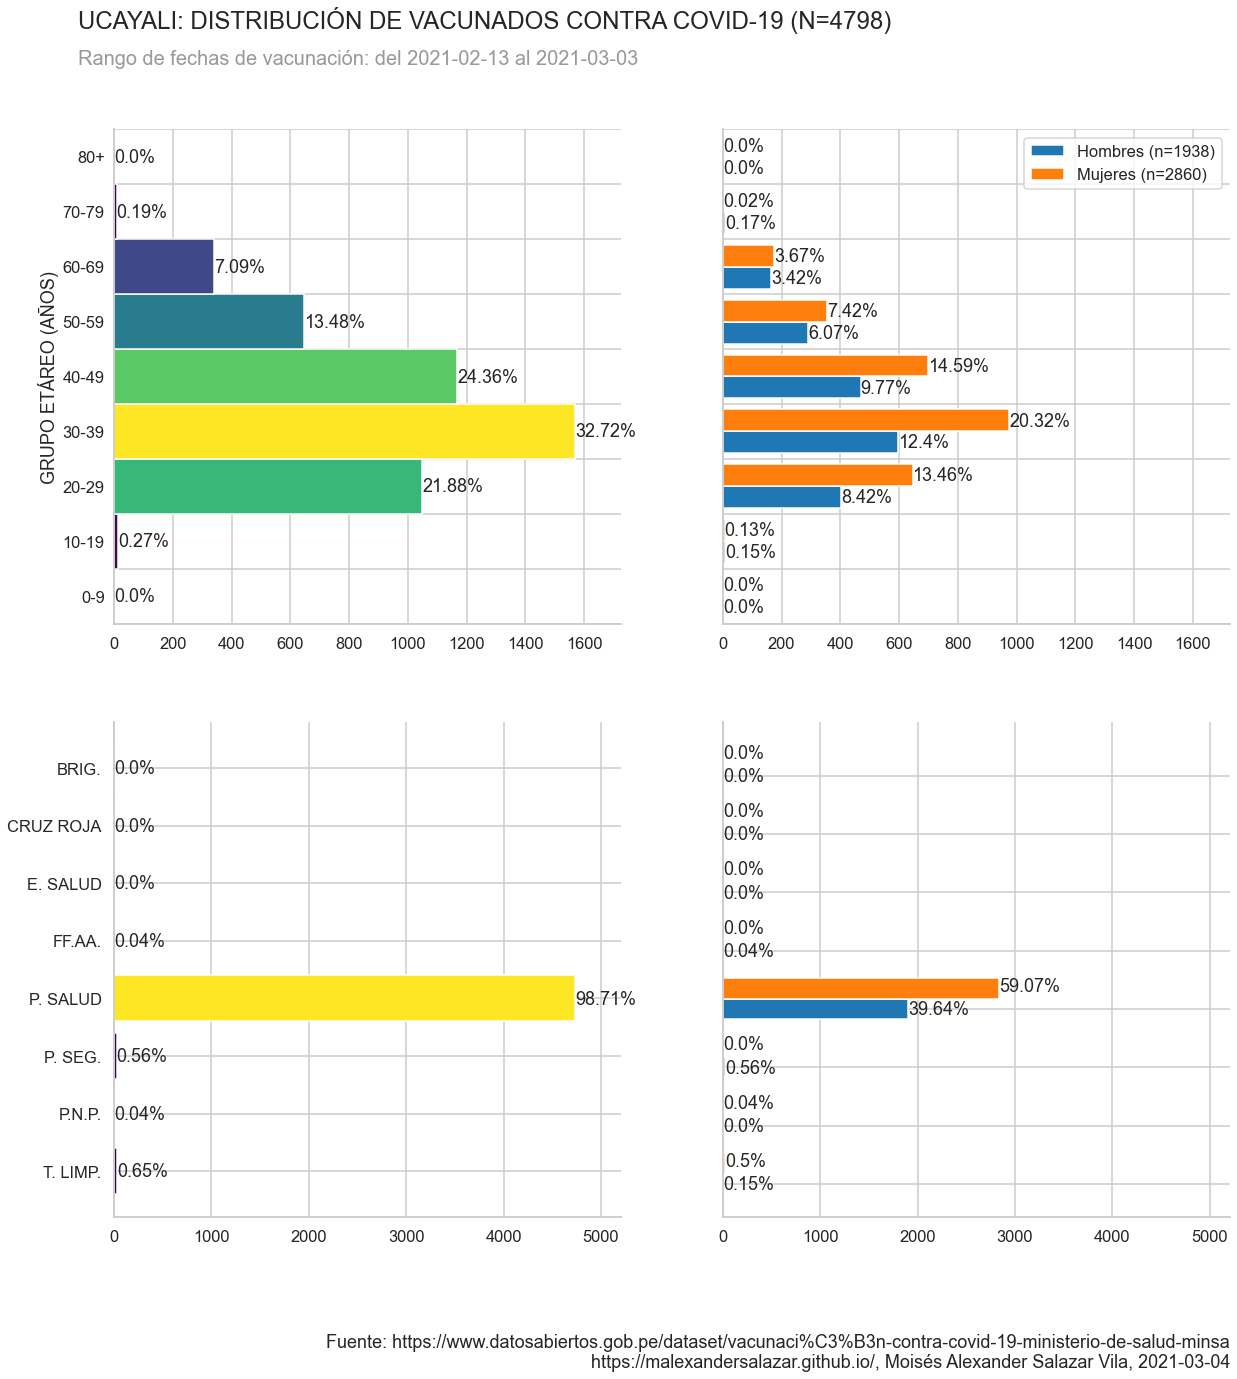 UCAYALI: DISTRIBUCIÓN DE VACUNADOS CONTRA COVID-19 (N=4798)
Rango de fechas de vacunación: del 2021-02-13 al 2021-03-03
GRUPO ETÁREO (AÑOS)
80+ 0.0%
70-79 0.19%
60-69 7.09%
50-59 13.48%
40-49 24.36%
30-39 32.72%
20-29 21.88%
10-19 0.27%
0-9 0.0%
0 200 400 600 800 1000 1200 1400 1600
Hombres (n=1938)
Mujeres (n=2860)
0.0%
0.0%
0.02%
0.17%
3.67%
3.42%
7.42%
6.07%
14.59%
9.77%
20.32%
12.4%
13.46%
8.42%
0.13%
0.15%
0.0%
0.0%
0 200 400 600 800 1000 1200 1400 1600
BRIG. 0.0%
CRUZ ROJA 0.0%
E. SALUD 0.0%
FF.AA. 0.04%
P. SALUD 98.71%
P. SEG. 0.56%
P.N.P. 0.04%
T. LIMP. 0.65%
0 1000 2000 3000 4000 5000
0.0%
0.0%
0.0%
0.0%
0.0%
0.0%
0.0%
0.04%
59.07%
39.64%
0.0%
0.56%
0.04%
0.0%
0.5%
0.15%
0 1000 2000 3000 4000 5000
Fuente: https://www.datosabiertos.gob.pe/dataset/vacunaci%C3%B3n-contra-covid-19-ministerio-de-salud-minsa
https://malexandersalazar.github.io/, Moisés Alexander Salazar Vila, 2021-03-04